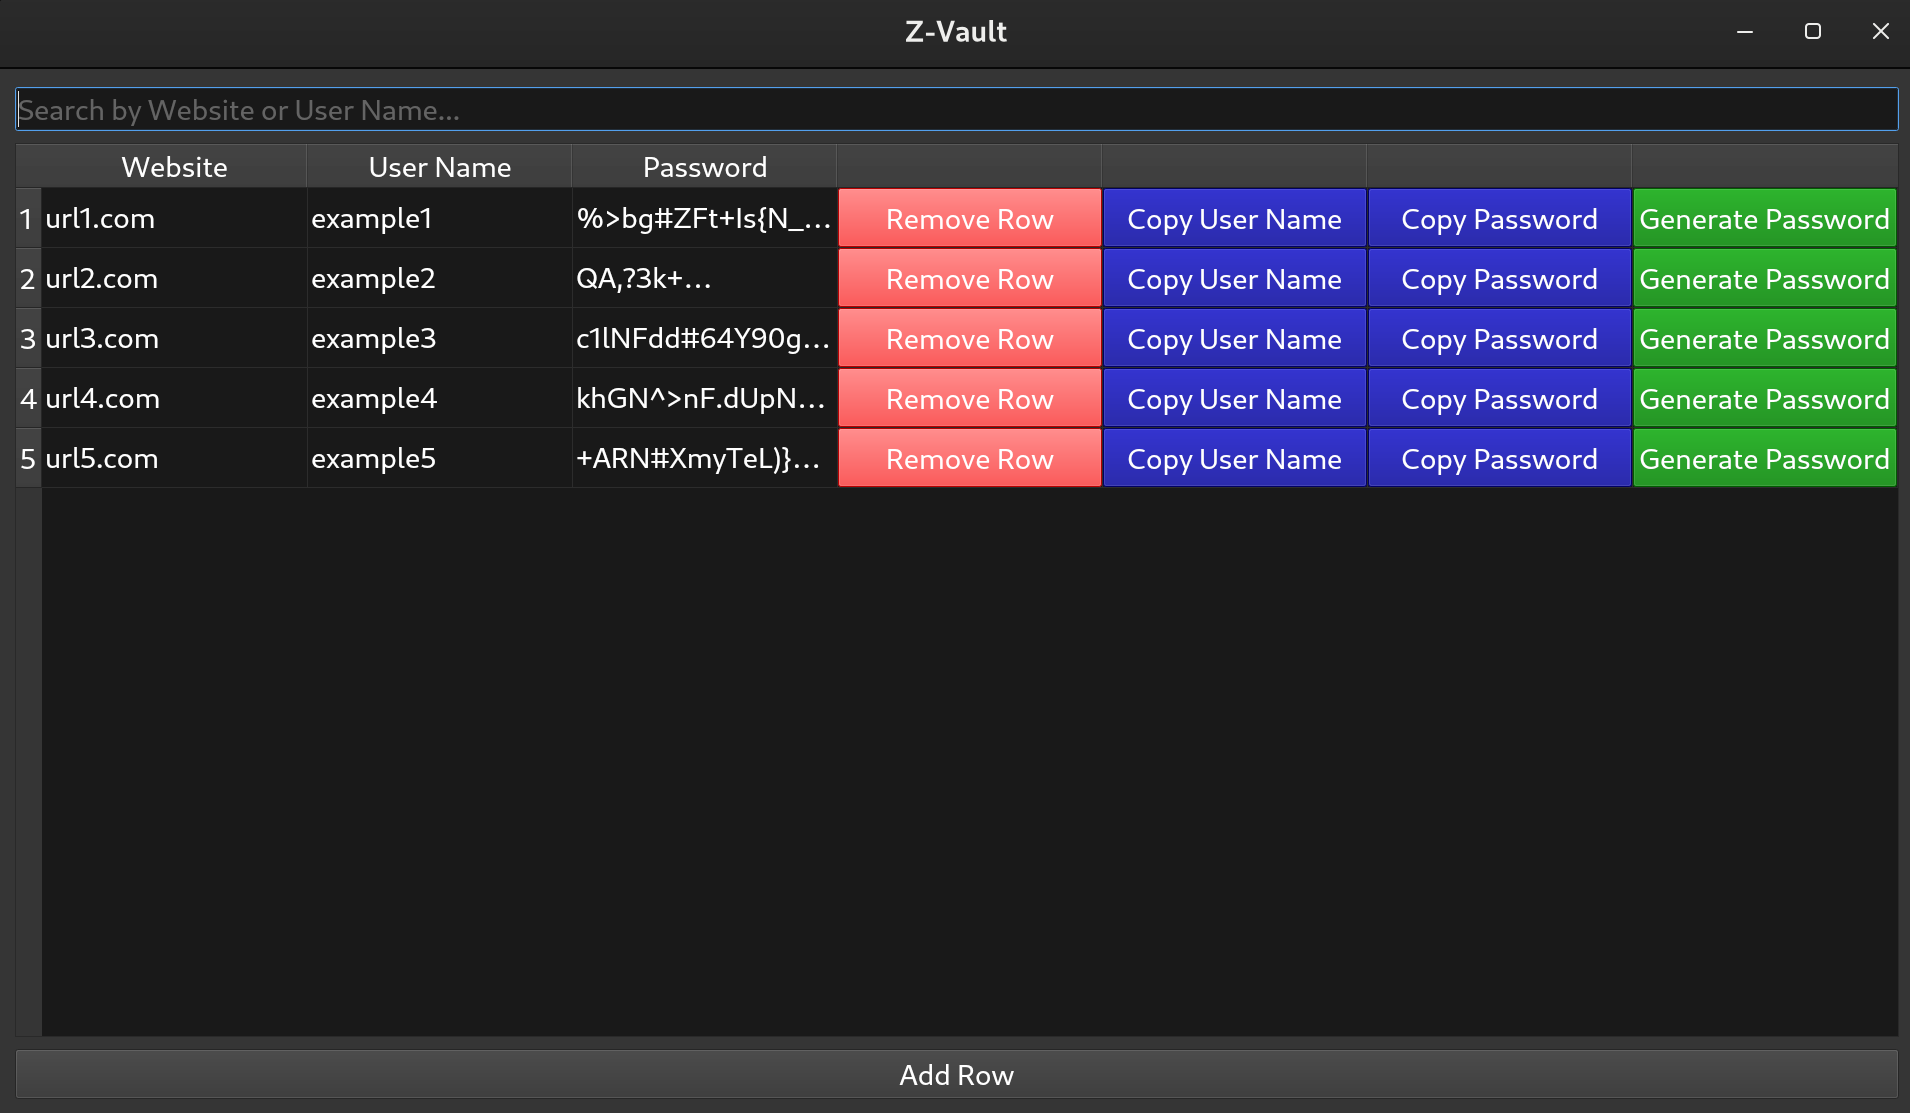 Z-Vault
Search by Website or User Name...
Website User Name Password
1 url1.com example1 %>bg#ZFt+Is{N_... Remove Row Copy User Name Copy Password Generate Password
2 url2.com example2 QA,?3k+... Remove Row Copy User Name Copy Password Generate Password
3 url3.com example3 c1lNFdd#64Y90g... Remove Row Copy User Name Copy Password Generate Password
4 url4.com example4 khGN^>nF.dUpN... Remove Row Copy User Name Copy Password Generate Password
5 url5.com example5 +ARN#XmyTeL)}... Remove Row Copy User Name Copy Password Generate Password
Add Row